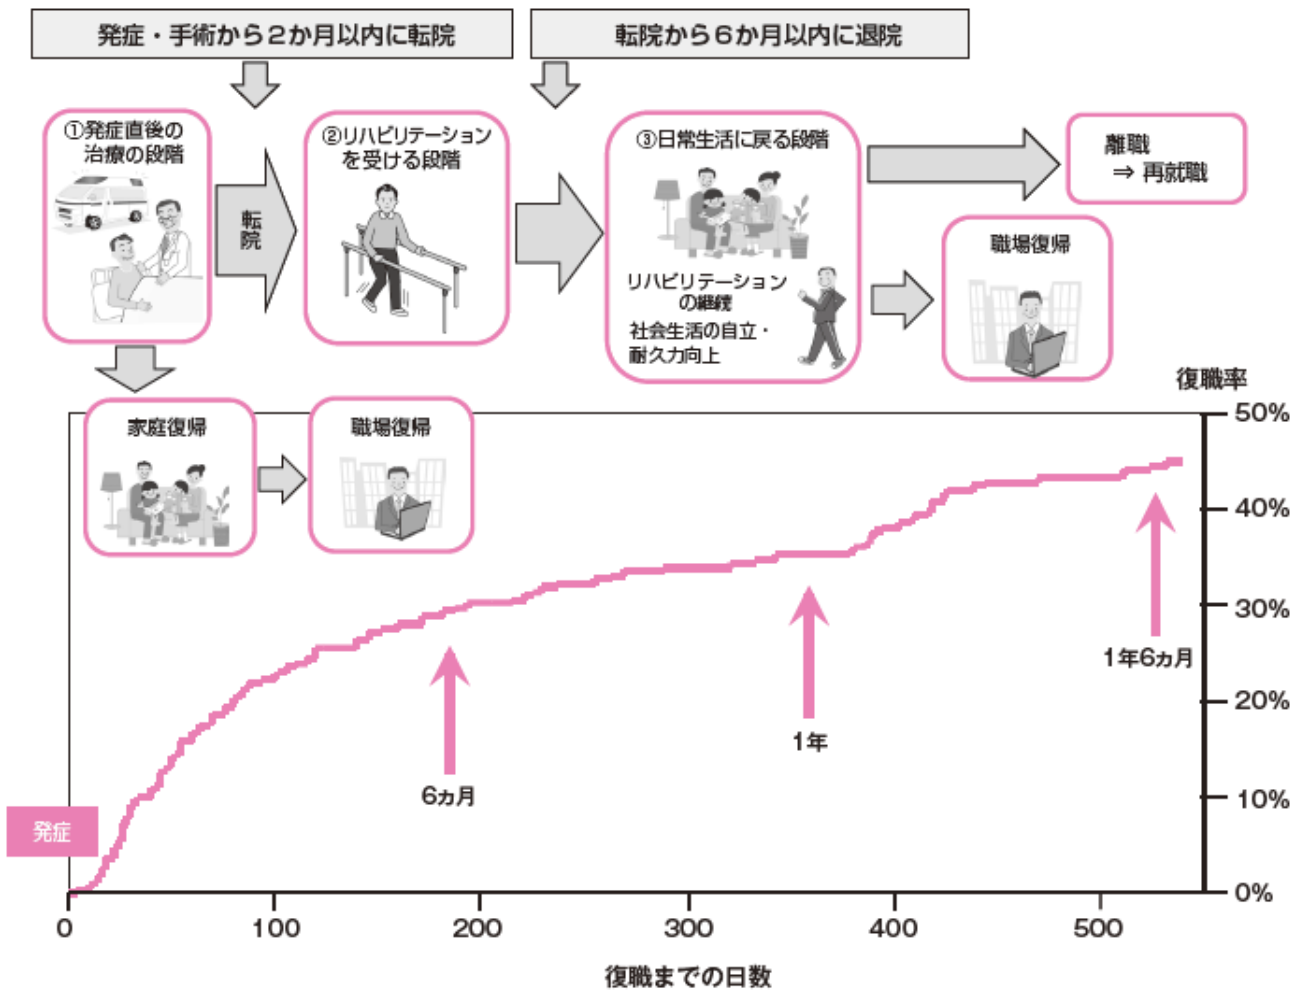 発症・手術から2か月以内に転院
転院から6か月以内に退院
①発症直後の
治療の段階
転院
②リハビリテーション
を受ける段階
③日常生活に戻る段階
リハビリテーション
の継続
社会生活の自立・
耐久力向上
離職
⇒ 再就職
職場復帰
家庭復帰
職場復帰
復職率
50%
40%
30%
20%
10%
0%
6ヵ月
1年
1年6ヵ月
発症
0
100
200
300
400
500
復職までの日数